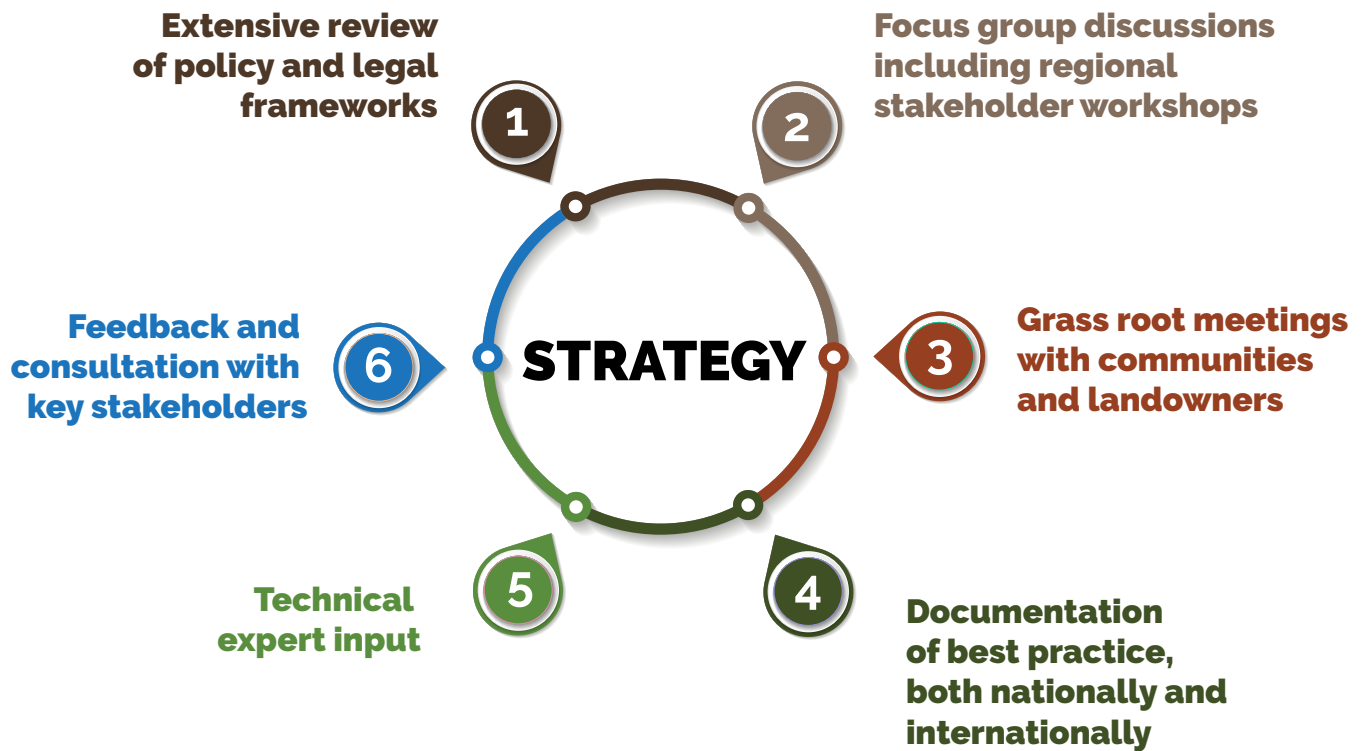 Extensive review
of policy and legal
frameworks
1
2
Focus group discussions
including regional
stakeholder workshops
STRATEGY
3
Grass root meetings
with communities
and landowners
4
Documentation
of best practice,
both nationally and
internationally
5
Technical
expert input
6
Feedback and
consultation with
key stakeholders